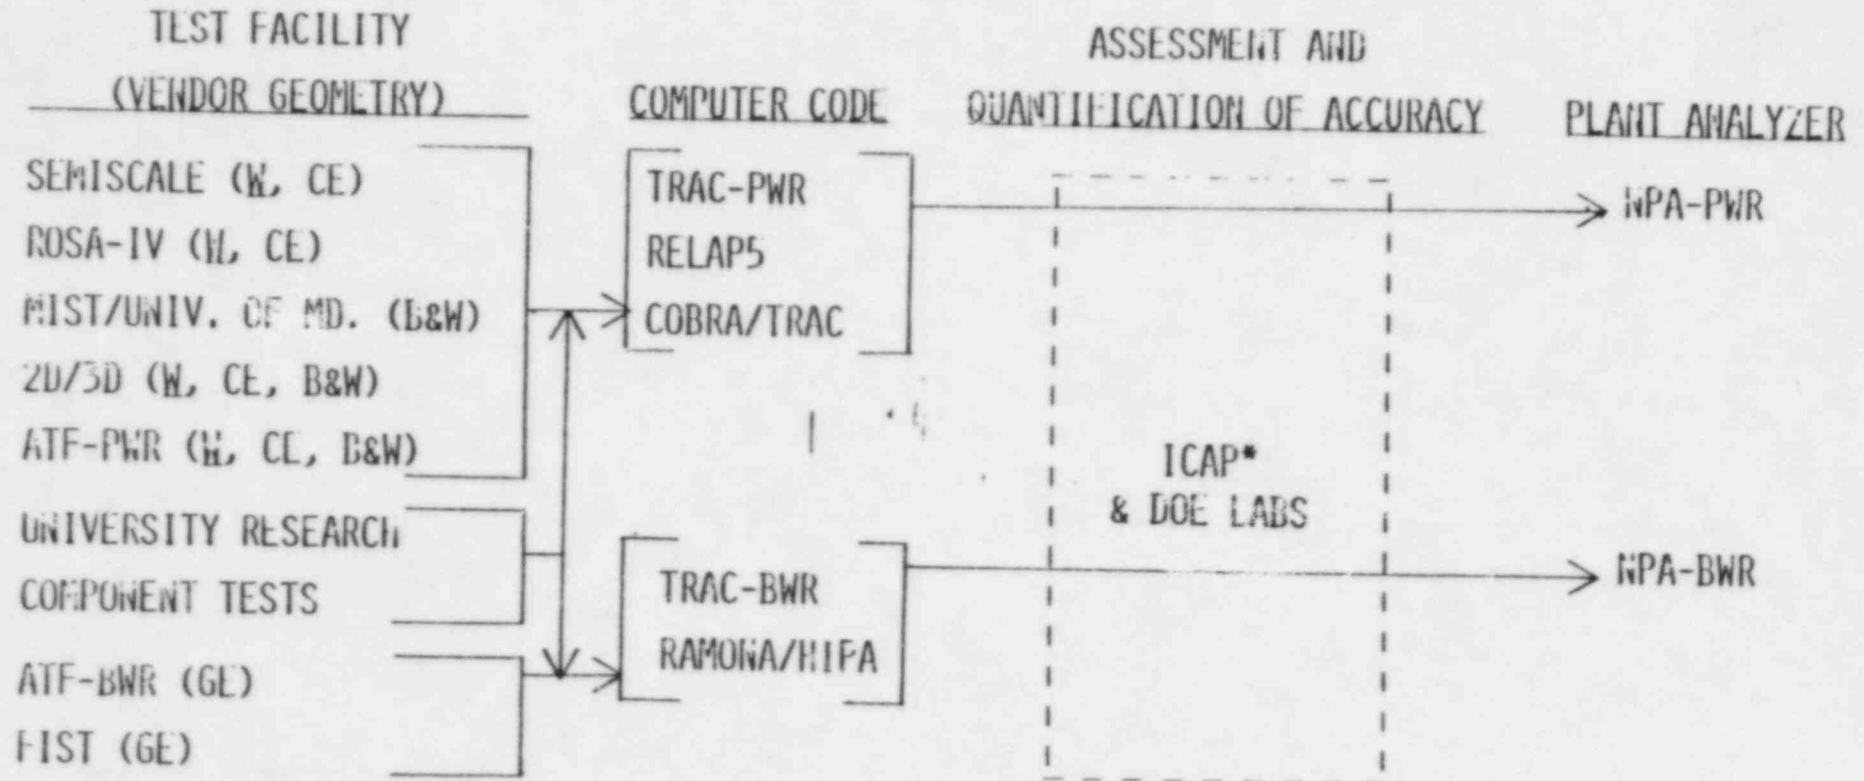 TEST FACILITY
(VENDOR GEOMETRY)
SEMISCALE (W, CE)
ROSA-IV (W, CE)
MIST/UNIV. OF MD. (B&W)
2D/3D (W, CE, B&W)
ATF-PWR (W, CE, B&W)
UNIVERSITY RESEARCH
COMPONENT TESTS
ATF-BWR (GE)
FIST (GE)
COMPUTER CODE
TRAC-PWR
RELAP5
COBRA/TRAC
TRAC-BWR
RAMONA/HIPA
ASSESSMENT AND
QUANTIFICATION OF ACCURACY
ICAP*
& DOE LABS
PLANT ANALYZER
NPA-PWR
NPA-BWR